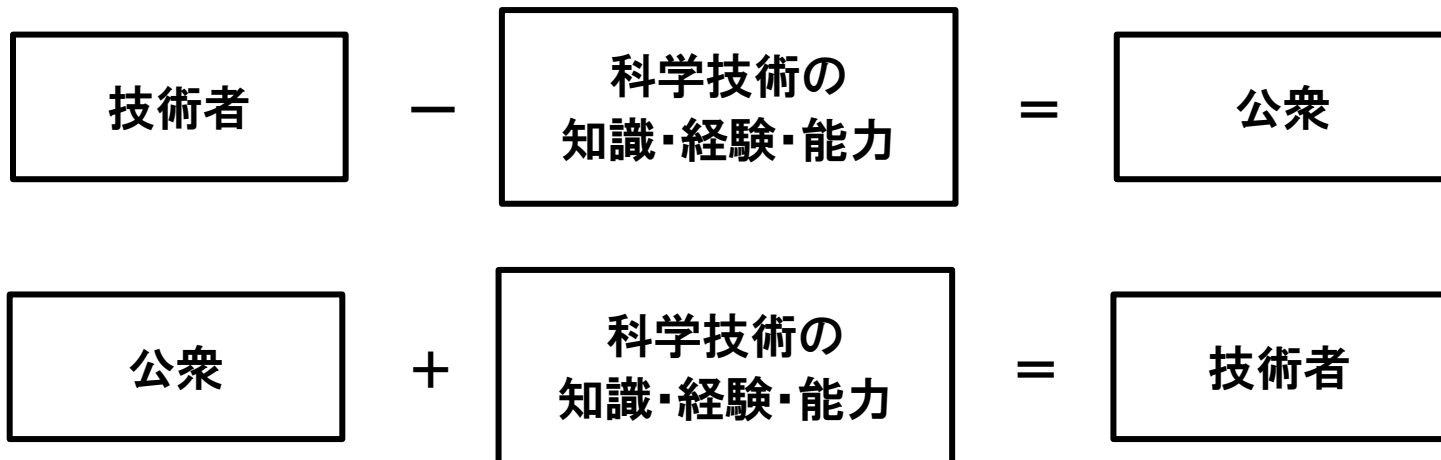 技術者 － 科学技術の = 公衆
知識・経験・能力
公衆 ＋ 科学技術の = 技術者
知識・経験・能力